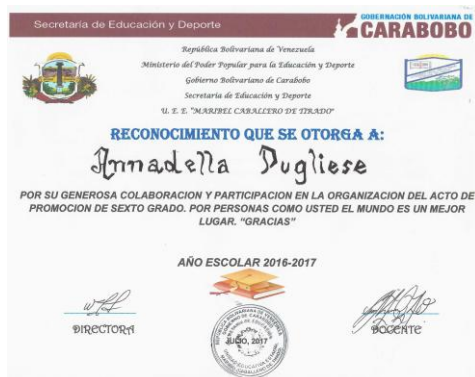 Secretaría de Educación y Deporte
GOBERNACIÓN BOLIVARIANA DE
CARABOBO
República Bolivariana de Venezuela
Ministerio del Poder Popular para la Educación y Deporte
Gobierno Bolivariano de Carabobo
Secretaría de Educación y Deporte
U. E. E. "MARIBEL CABALLERO DE TIRADO"
RECONOCIMIENTO QUE SE OTORGA A:
Annadella Pugliese
POR SU GENEROSA COLABORACION Y PARTICIPACION EN LA ORGANIZACION DEL ACTO DE
PROMOCION DE SEXTO GRADO. POR PERSONAS COMO USTED EL MUNDO ES UN MEJOR
LUGAR. "GRACIAS"
AÑO ESCOLAR 2016-2017
DIRECTORA
JULIO, 2017
DOCENTE